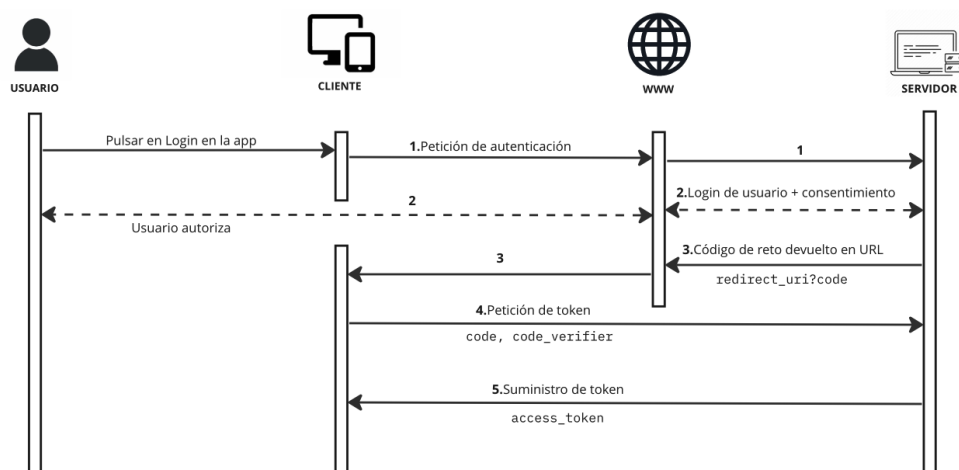 USUARIO
CLIENTE
WWW
SERVIDOR
Pulsar en Login en la app
1.Petición de autenticación
1
2
2.Login de usuario + consentimiento
Usuario autoriza
3.Código de reto devuelto en URL
3
redirect_uri?code
4.Petición de token
code, code_verifier
5.Suministro de token
access_token